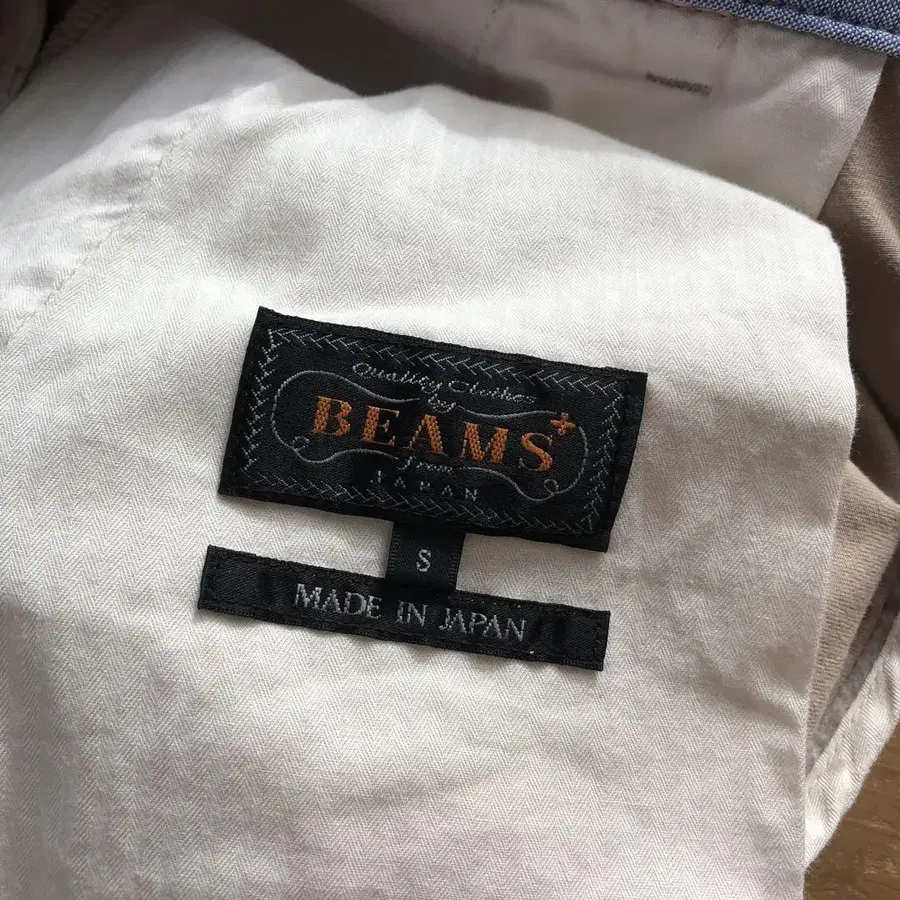 Quality Clothes
by
BEAMS+
from
JAPAN
S
MADE IN JAPAN